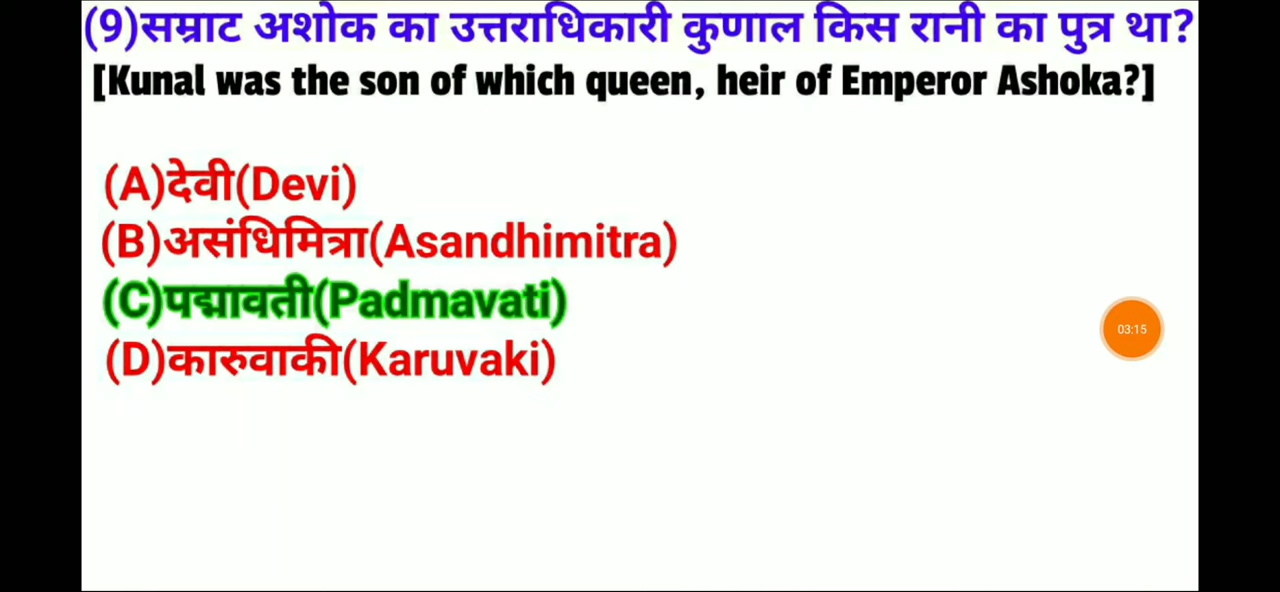 (9)सम्राट अशोक का उत्तराधिकारी कुणाल किस रानी का पुत्र था?
[Kunal was the son of which queen, heir of Emperor Ashoka?]
(A)देवी(Devi)
(B)असंधिमित्रा(Asandhimitra)
(C)पद्मावती(Padmavati)
03:15
(D)कारुवाकी(Karuvaki)